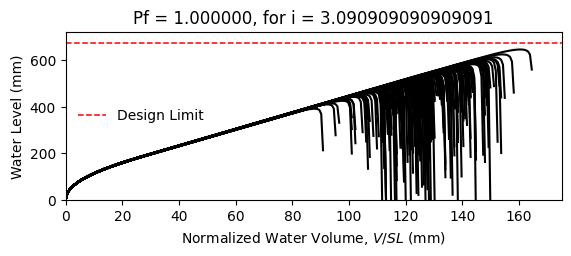 Pf = 1.000000, for i = 3.090909090909091
Water Level (mm)
600
400
200
0
Design Limit
0 20 40 60 80 100 120 140 160
Normalized Water Volume, V/SL (mm)